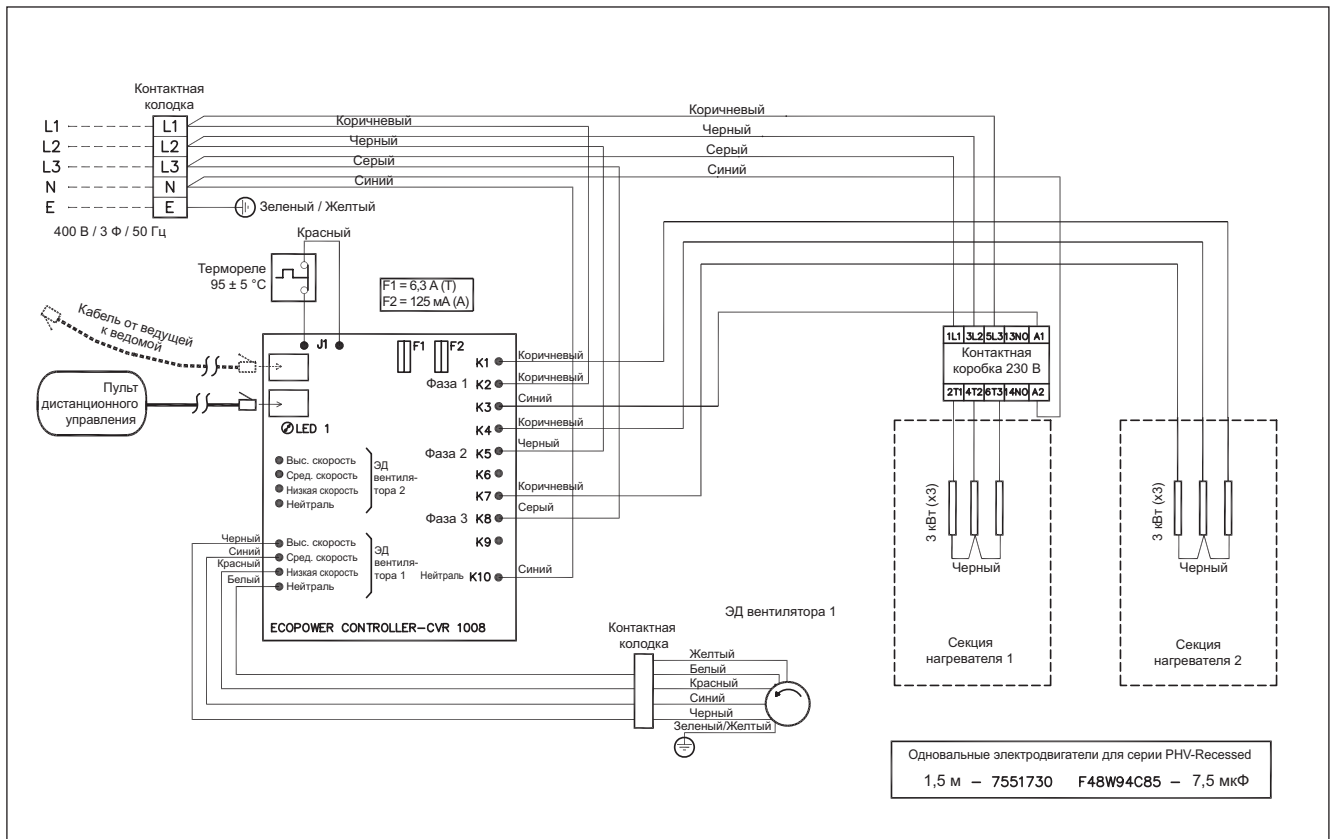 Контактная
колодка
L1
L2
L3
N
E
L1
L2
L3
N
E
400 В / 3 Ф / 50 Гц
Коричневый
Черный
Серый
Синий
Коричневый
Черный
Серый
Синий
Зеленый / Желтый
Красный
Термореле
95 ± 5 °C
F1 = 6,3 А (Т)
F2 = 125 мА (А)
Кабель от ведущей
к ведомой
Пульт
дистанционного
управления
J1
F1
F2
LED 1
Выс. скорость
Сред. скорость
Низкая скорость
Нейтраль
ЭД
вентиля-
тора 2
Черный
Синий
Красный
Белый
Выс. скорость
Сред. скорость
Низкая скорость
Нейтраль
ЭД
вентиля-
тора 1
K1
Коричневый
Фаза 1 K2
Коричневый
K3
Синий
K4
Коричневый
Фаза 2 K5
Черный
K6
K7
Коричневый
Фаза 3 K8
Серый
K9
Нейтраль K10
Синий
ECOPOWER CONTROLLER-CVR 1008
1L1 3L2 5L3 13NO A1
Контактная
коробка 230 В
2T1 4T2 6T3 14NO A2
3 кВт (x3)
Черный
Секция
нагревателя 1
3 кВт (x3)
Черный
Секция
нагревателя 2
ЭД вентилятора 1
Контактная
колодка
Желтый
Белый
Красный
Синий
Черный
Зеленый/Желтый
Одновальные электродвигатели для серии PHV-Recessed
1,5 м – 7551730 F48W94C85 – 7,5 мкФ